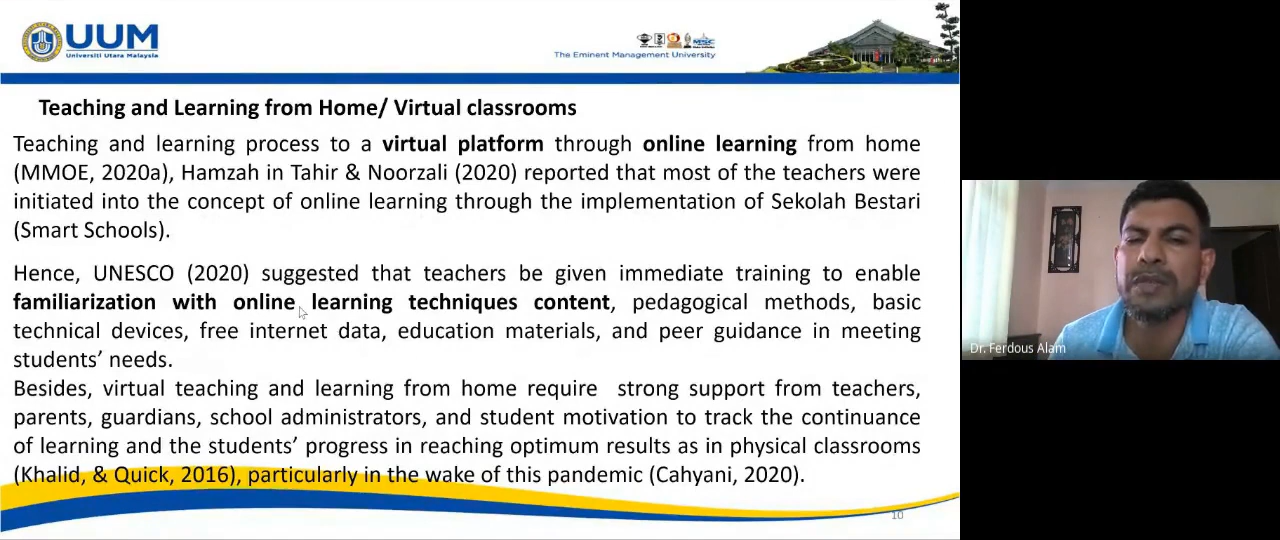 UUM
Universiti Utara Malaysia
The Eminent Management University
Teaching and Learning from Home/ Virtual classrooms
Teaching and learning process to a virtual platform through online learning from home
(MMOE, 2020a), Hamzah in Tahir & Noorzali (2020) reported that most of the teachers were
initiated into the concept of online learning through the implementation of Sekolah Bestari
(Smart Schools).
Hence, UNESCO (2020) suggested that teachers be given immediate training to enable
familiarization with online learning techniques content, pedagogical methods, basic
technical devices, free internet data, education materials, and peer guidance in meeting
students’ needs.
Besides, virtual teaching and learning from home require strong support from teachers,
parents, guardians, school administrators, and student motivation to track the continuance
of learning and the students’ progress in reaching optimum results as in physical classrooms
(Khalid, & Quick, 2016), particularly in the wake of this pandemic (Cahyani, 2020).
10
Dr. Ferdous Alam